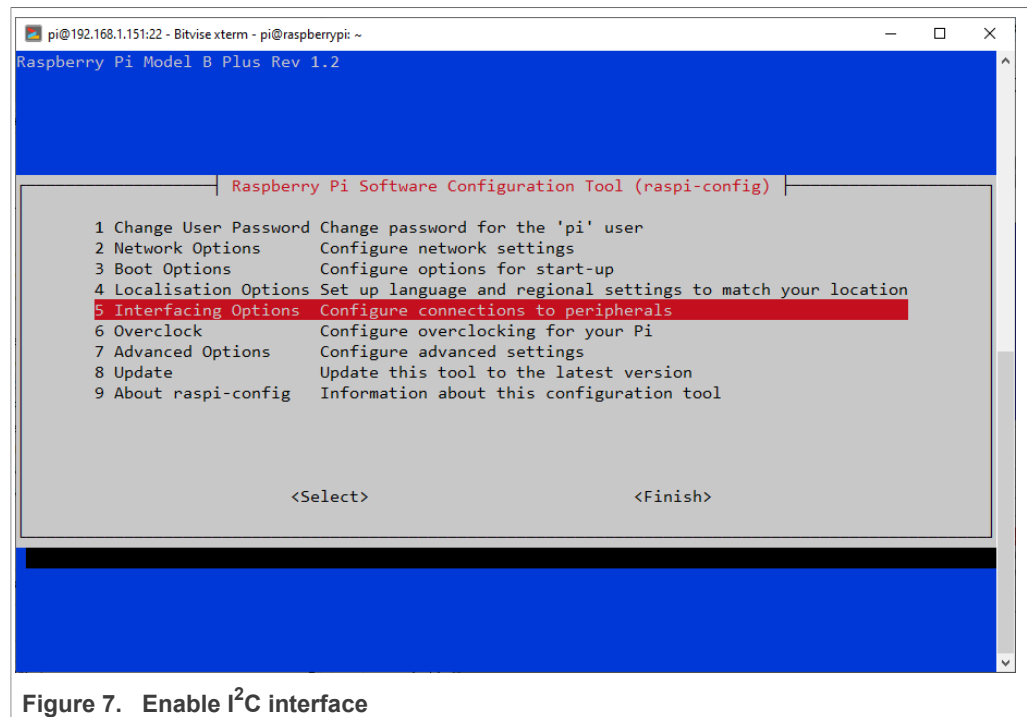 pi@192.168.1.151:22 - Bitvise xterm - pi@raspberrypi: ~
Raspberry Pi Model B Plus Rev 1.2
Raspberry Pi Software Configuration Tool (raspi-config)
1 Change User Password Change password for the 'pi' user
2 Network Options Configure network settings
3 Boot Options Configure options for start-up
4 Localisation Options Set up language and regional settings to match your location
5 Interfacing Options Configure connections to peripherals
6 Overclock Configure overclocking for your Pi
7 Advanced Options Configure advanced settings
8 Update Update this tool to the latest version
9 About raspi-config Information about this configuration tool
<Select> <Finish>
Figure 7. Enable I²C interface